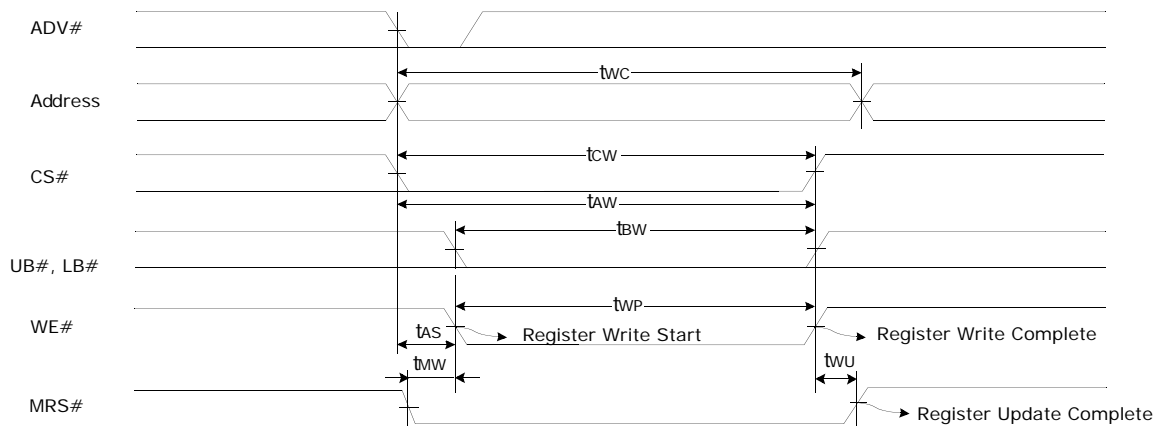 ADV#
tWC
Address
tCW
CS#
tAW
tBW
UB#, LB#
tWP
WE#
tAS
Register Write Start
Register Write Complete
tMW
tWU
MRS#
Register Update Complete